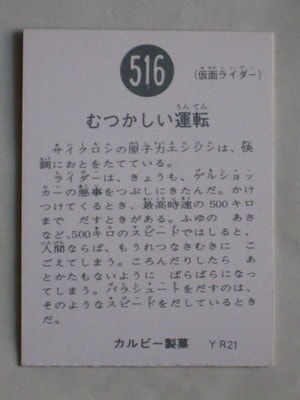 516
(仮面ライダー)
むつかしい運転
サイクロンの原子力エンジンは、快
調におとをたてている。
ライダーは、きょうも、ゲルショッ
カーの悪事をつぶしにきたんだ。かけ
つけてくるとき、最高時速の500キロ
まで だすときがある。ふゆの あさ
など、500キロのスピードではしると、
人間ならば、もうれつなさむさに こ
ごえてしまう。ころんだりしたら あ
とかたもないように ばらばらになっ
てしまう。パラシュートをだすのは、
そのようなスピードをだしているとき
だ。
カルビー製菓 YR21